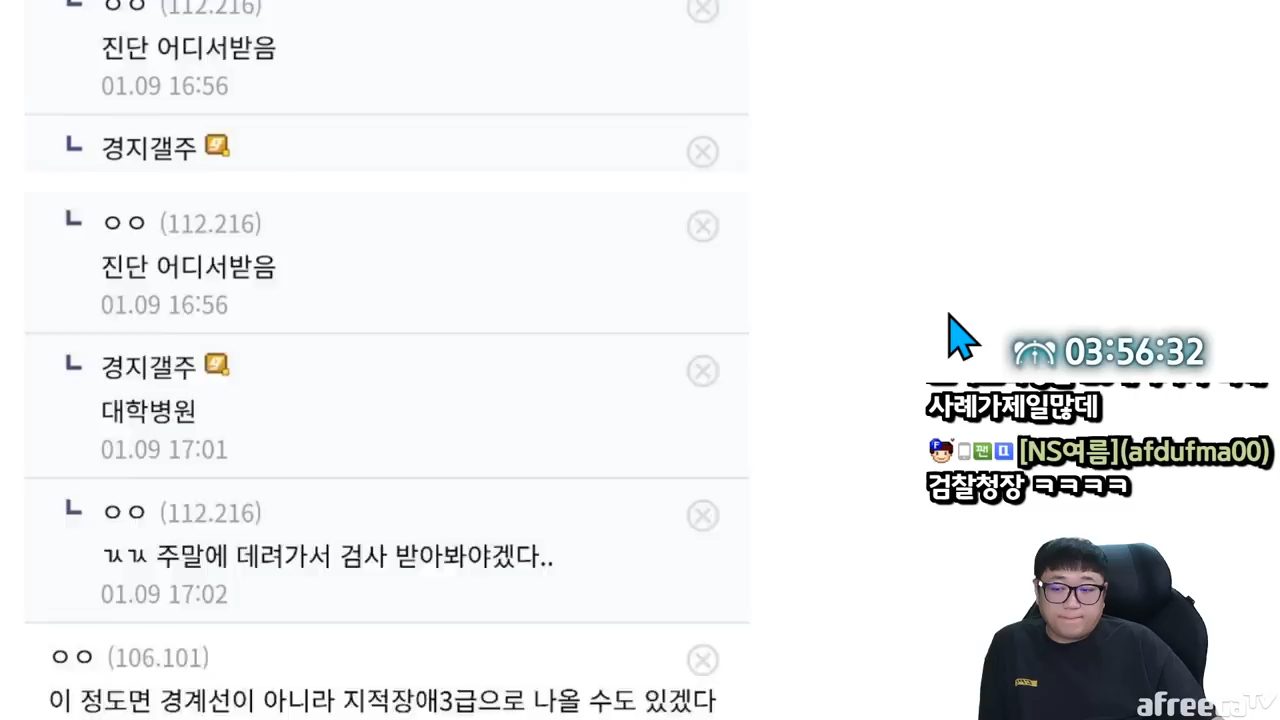 ㅇㅇ (112.216)
진단 어디서받음
01.09 16:56
ㄴ 경지갤주
ㄴ ㅇㅇ (112.216)
진단 어디서받음
01.09 16:56
ㄴ 경지갤주
대학병원
01.09 17:01
ㄴ ㅇㅇ (112.216)
ㄳㄳ 주말에 데려가서 검사 받아봐야겠다..
01.09 17:02
ㅇㅇ (106.101)
이 정도면 경계선이 아니라 지적장애3급으로 나올 수도 있겠다
03:56:32
사례가제일많데
[NS여름](afdufma00)
검찰청장 ㅋㅋㅋㅋ
afreecaTV